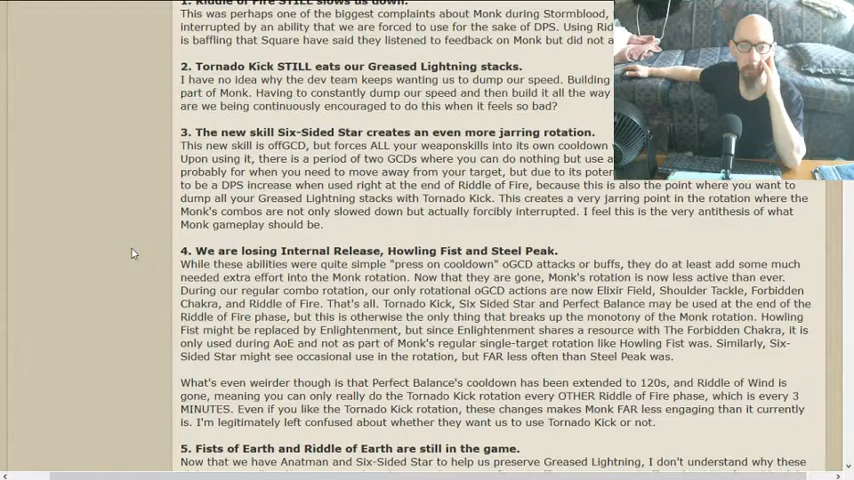 1. Riddle of Fire STILL slows us down.
This was perhaps one of the biggest complaints about Monk during Stormblood,
interrupted by an ability that we are forced to use for the sake of DPS. Using Rid
is baffling that Square have said they listened to feedback on Monk but did not a
2. Tornado Kick STILL eats our Greased Lightning stacks.
I have no idea why the dev team keeps wanting us to dump our speed. Building
part of Monk. Having to constantly dump our speed and then build it all the way
are we being continuously encouraged to do this when it feels so bad?
3. The new skill Six-Sided Star creates an even more jarring rotation.
This new skill is offGCD, but forces ALL your weaponskills into its own cooldown
Upon using it, there is a period of two GCDs where you can do nothing but use a
probably for when you need to move away from your target, but due to its poten
to be a DPS increase when used right at the end of Riddle of Fire, because this is also the point where you want to
dump all your Greased Lightning stacks with Tornado Kick. This creates a very jarring point in the rotation where the
Monk's combos are not only slowed down but actually forcibly interrupted. I feel this is the very antithesis of what
Monk gameplay should be.
4. We are losing Internal Release, Howling Fist and Steel Peak.
While these abilities were quite simple "press on cooldown" oGCD attacks or buffs, they do at least add some much
needed extra effort into the Monk rotation. Now that they are gone, Monk's rotation is now less active than ever.
During our regular combo rotation, our only rotational oGCD actions are now Elixir Field, Shoulder Tackle, Forbidden
Chakra, and Riddle of Fire. That's all. Tornado Kick, Six Sided Star and Perfect Balance may be used at the end of the
Riddle of Fire phase, but this is otherwise the only thing that breaks up the monotony of the Monk rotation. Howling
Fist might be replaced by Enlightenment, but since Enlightenment shares a resource with The Forbidden Chakra, it is
only used during AoE and not as part of Monk's regular single-target rotation like Howling Fist was. Similarly, Six-
Sided Star might see occasional use in the rotation, but FAR less often than Steel Peak was.
What's even weirder though is that Perfect Balance's cooldown has been extended to 120s, and Riddle of Wind is
gone, meaning you can only really do the Tornado Kick rotation every OTHER Riddle of Fire phase, which is every 3
MINUTES. Even if you like the Tornado Kick rotation, these changes makes Monk FAR less engaging than it currently
is. I'm legitimately left confused about whether they want us to use Tornado Kick or not.
5. Fists of Earth and Riddle of Earth are still in the game.
Now that we have Anatman and Six-Sided Star to help us preserve Greased Lightning, I don't understand why these